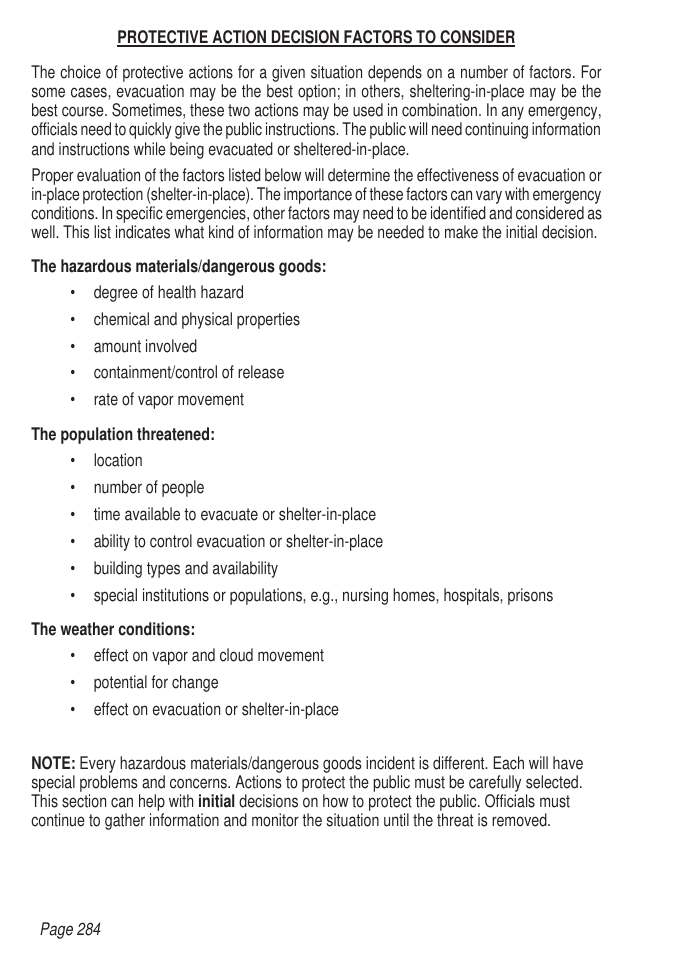 PROTECTIVE ACTION DECISION FACTORS TO CONSIDER
The choice of protective actions for a given situation depends on a number of factors. For
some cases, evacuation may be the best option; in others, sheltering-in-place may be the
best course. Sometimes, these two actions may be used in combination. In any emergency,
officials need to quickly give the public instructions. The public will need continuing information
and instructions while being evacuated or sheltered-in-place.
Proper evaluation of the factors listed below will determine the effectiveness of evacuation or
in-place protection (shelter-in-place). The importance of these factors can vary with emergency
conditions. In specific emergencies, other factors may need to be identified and considered as
well. This list indicates what kind of information may be needed to make the initial decision.
The hazardous materials/dangerous goods:
• degree of health hazard
• chemical and physical properties
• amount involved
• containment/control of release
• rate of vapor movement
The population threatened:
• location
• number of people
• time available to evacuate or shelter-in-place
• ability to control evacuation or shelter-in-place
• building types and availability
• special institutions or populations, e.g., nursing homes, hospitals, prisons
The weather conditions:
• effect on vapor and cloud movement
• potential for change
• effect on evacuation or shelter-in-place
NOTE: Every hazardous materials/dangerous goods incident is different. Each will have
special problems and concerns. Actions to protect the public must be carefully selected.
This section can help with initial decisions on how to protect the public. Officials must
continue to gather information and monitor the situation until the threat is removed.
Page 284